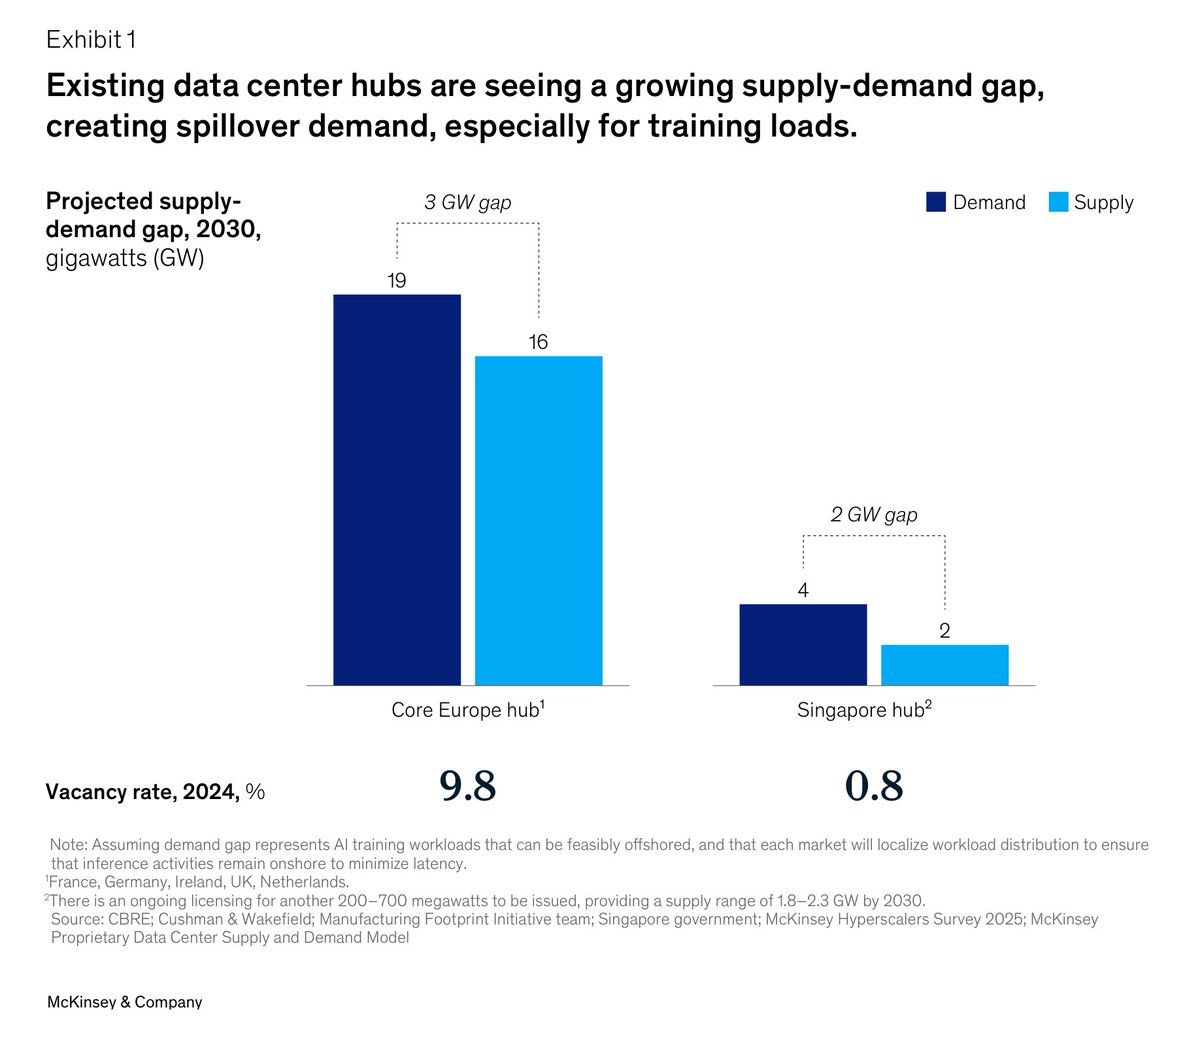 Exhibit 1
Existing data center hubs are seeing a growing supply-demand gap,
creating spillover demand, especially for training loads.
Projected supply-
demand gap, 2030,
gigawatts (GW)
3 GW gap
Demand
Supply
19
16
2 GW gap
4
2
Core Europe hub¹
Singapore hub²
Vacancy rate, 2024, %
9.8
0.8
Note: Assuming demand gap represents AI training workloads that can be feasibly offshored, and that each market will localize workload distribution to ensure
that inference activities remain onshore to minimize latency.
¹France, Germany, Ireland, UK, Netherlands.
²There is an ongoing licensing for another 200–700 megawatts to be issued, providing a supply range of 1.8–2.3 GW by 2030.
Source: CBRE; Cushman & Wakefield; Manufacturing Footprint Initiative team; Singapore government; McKinsey Hyperscalers Survey 2025; McKinsey
Proprietary Data Center Supply and Demand Model
McKinsey & Company